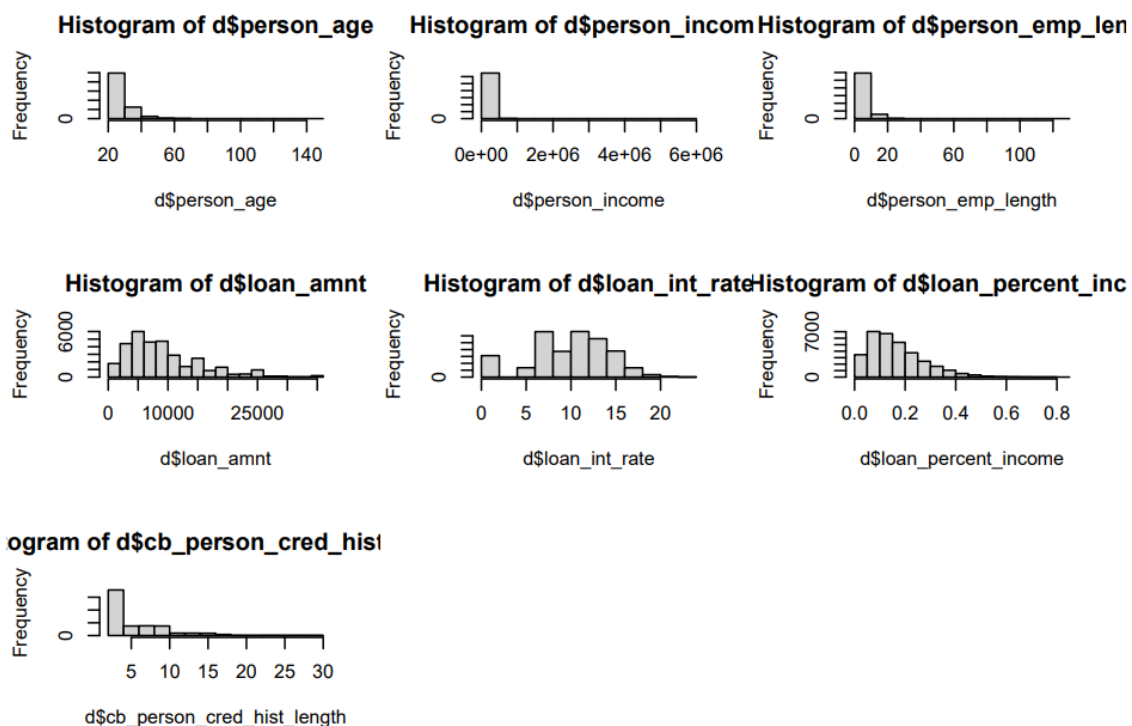 Histogram of d$person_age
Frequency
0
20 60 100 140
d$person_age
Histogram of d$person_incom
Frequency
0
0e+00 2e+06 4e+06 6e+06
d$person_income
Histogram of d$person_emp_len
Frequency
0
0 20 60 100
d$person_emp_length
Histogram of d$loan_amnt
Frequency
0 6000
0 10000 25000
d$loan_amnt
Histogram of d$loan_int_rate
Frequency
0
0 5 10 15 20
d$loan_int_rate
Histogram of d$loan_percent_inc
Frequency
0 7000
0.0 0.2 0.4 0.6 0.8
d$loan_percent_income
togram of d$cb_person_cred_hist
Frequency
0
5 10 15 20 25 30
d$cb_person_cred_hist_length